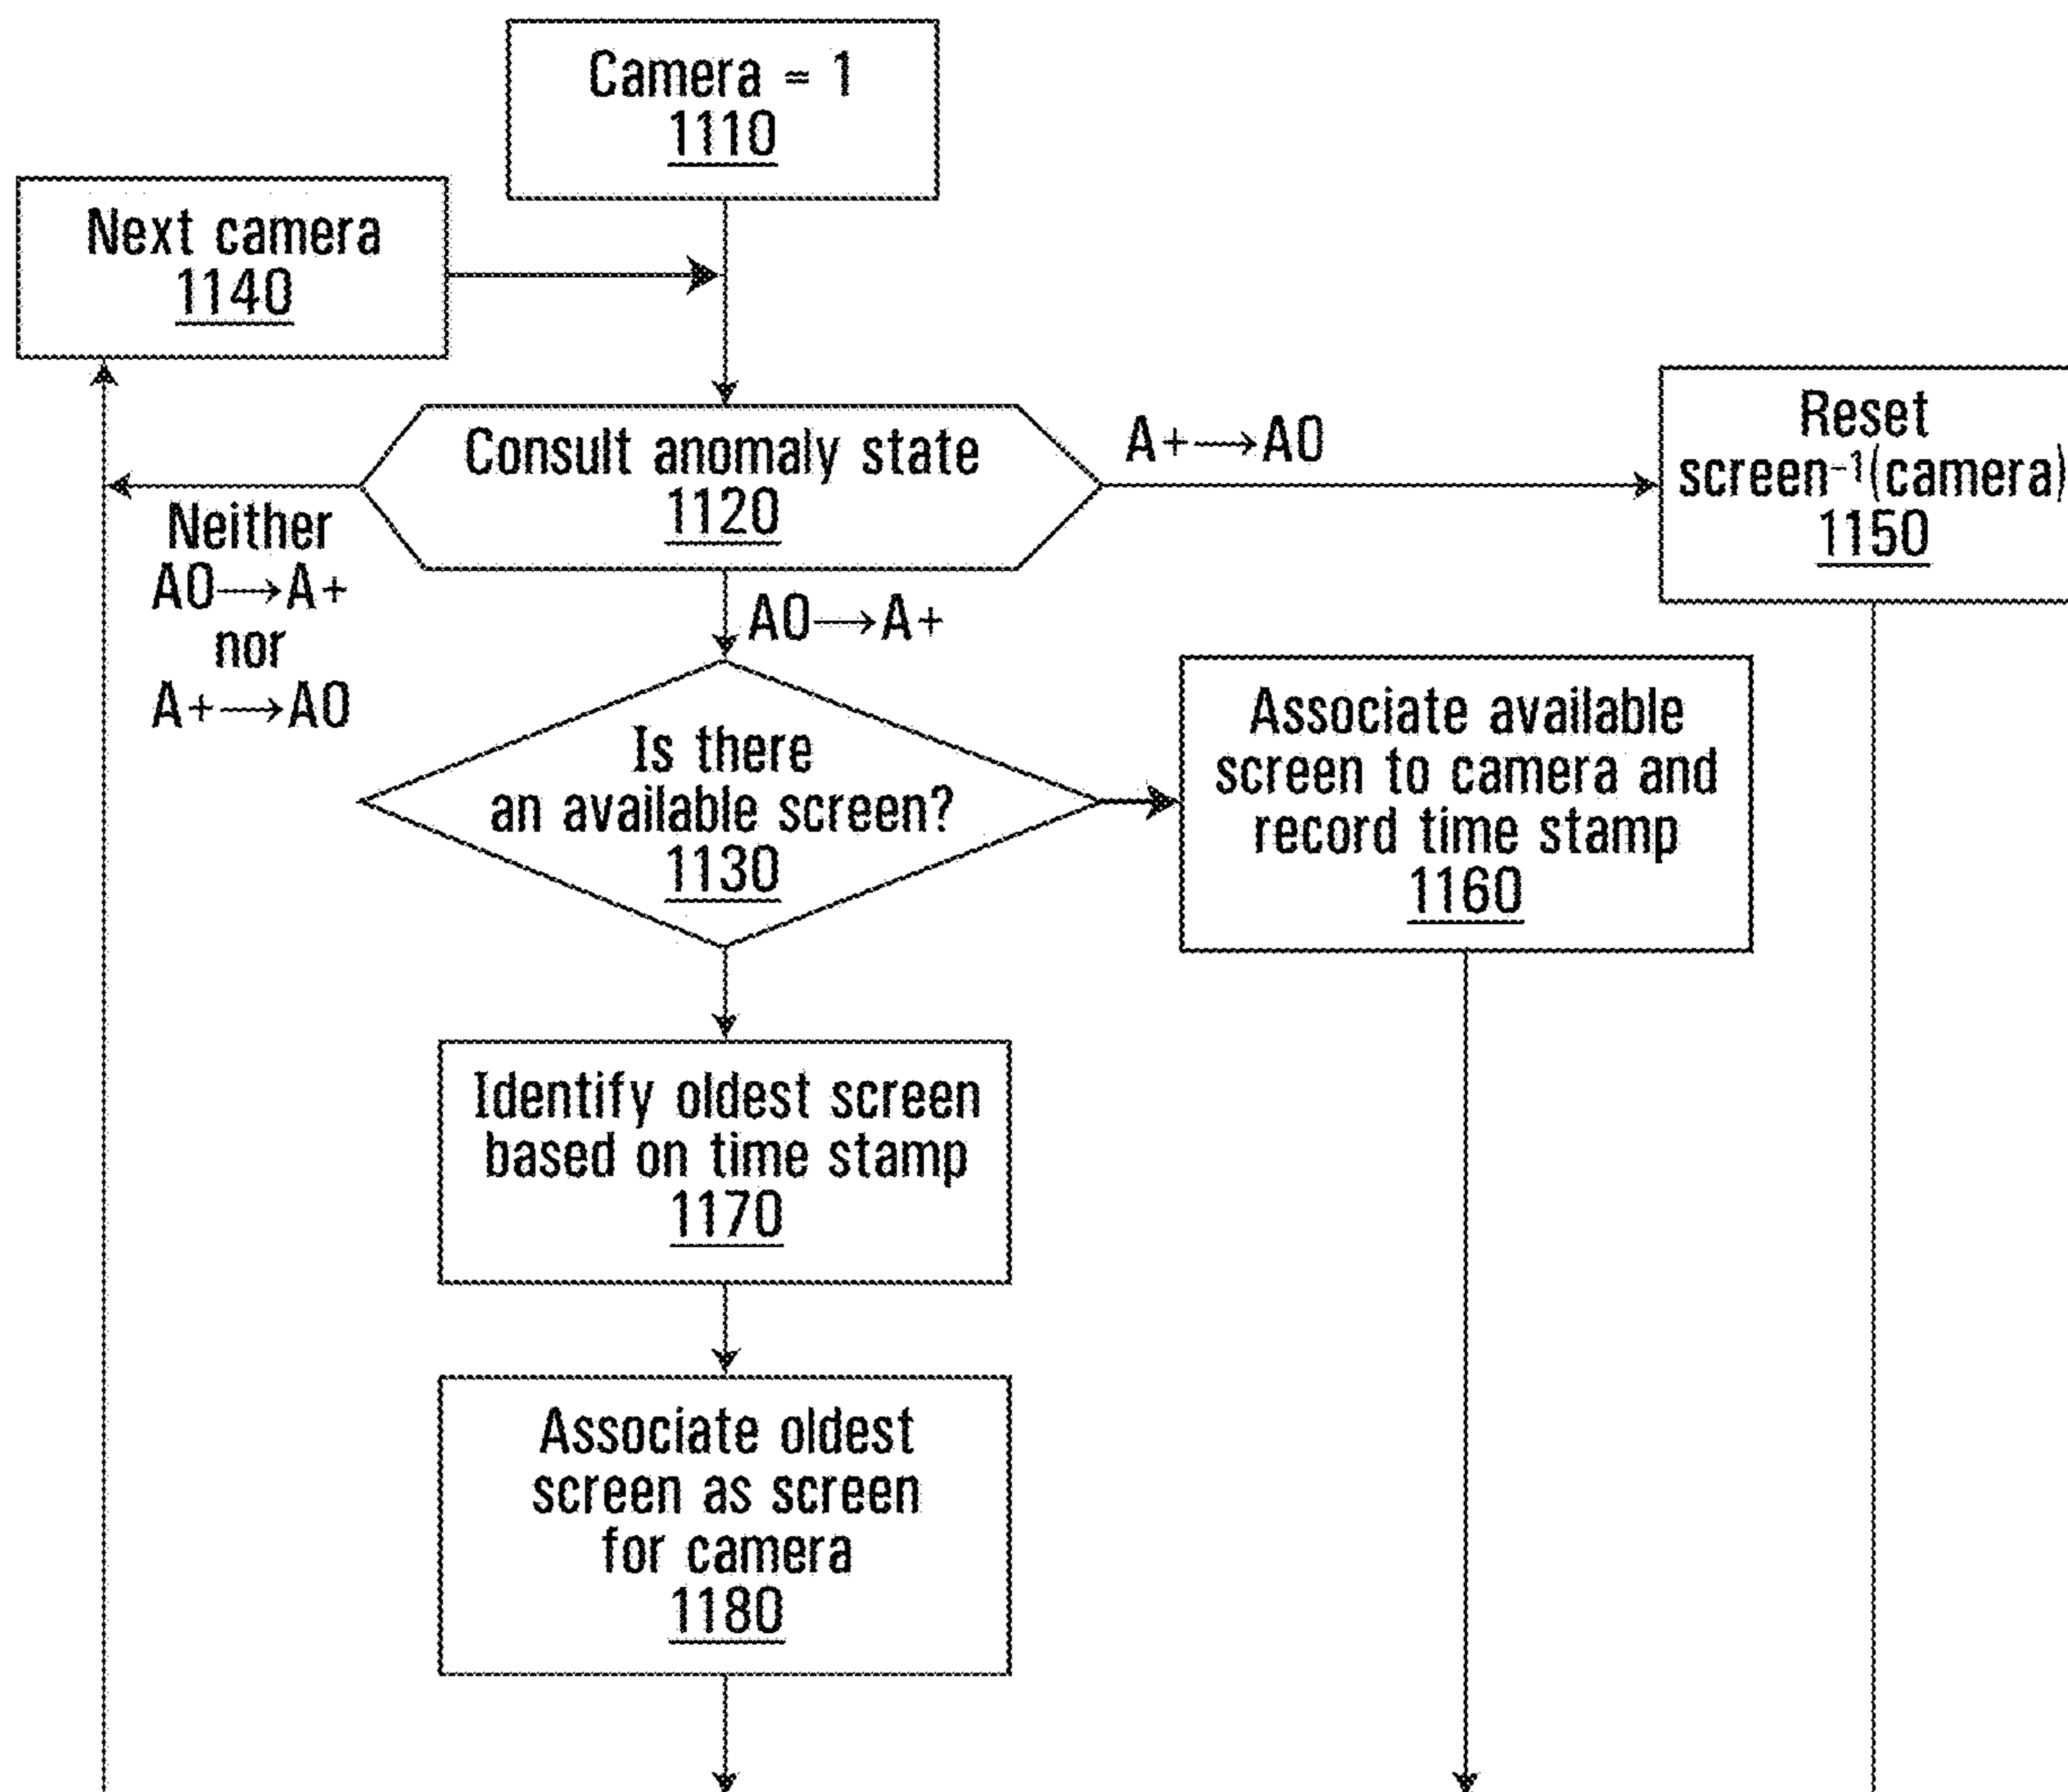 Camera = 1
1110
Next camera
1140
Consult anomaly state
1120
A+→A0
Reset
screen⁻¹(camera)
1150
Neither
A0→A+
nor
A+→A0
A0→A+
Is there
an available screen?
1130
Associate available
screen to camera and
record time stamp
1160
Identify oldest screen
based on time stamp
1170
Associate oldest
screen as screen
for camera
1180